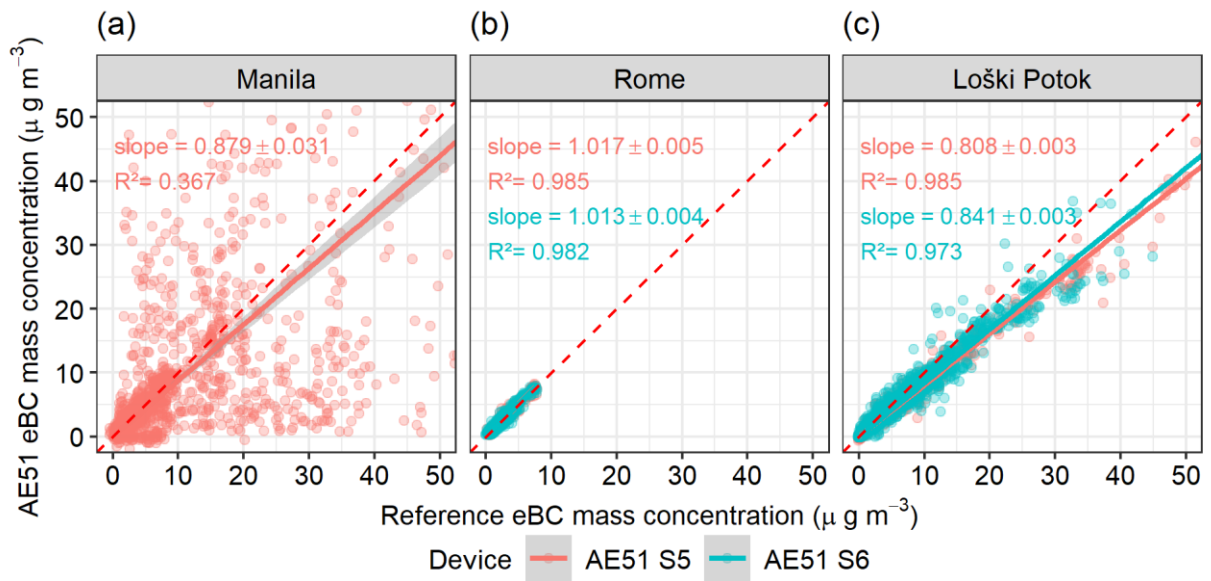 (a)
(b)
(c)
Manila
Rome
Loški Potok
AE51 eBC mass concentration (μ g m⁻³)
50
40
30
20
10
0
slope = 0.879 ± 0.031
R²= 0.367
slope = 1.017 ± 0.005
R²= 0.985
slope = 1.013 ± 0.004
R²= 0.982
slope = 0.808 ± 0.003
R²= 0.985
slope = 0.841 ± 0.003
R²= 0.973
0 10 20 30 40 50
0 10 20 30 40 50
0 10 20 30 40 50
Reference eBC mass concentration (μ g m⁻³)
Device AE51 S5 AE51 S6